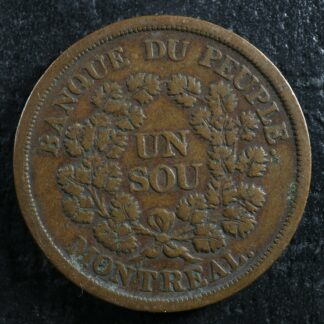 BANQUE DU PEUPLE
UN
SOU
MONTREAL.